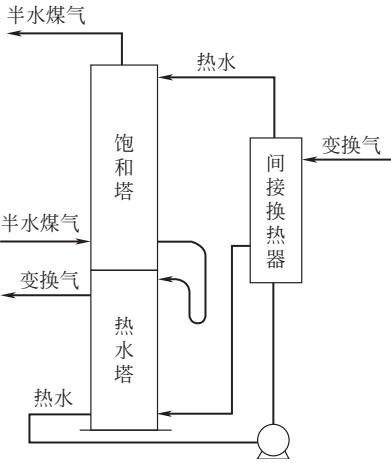 半水煤气
热水
变换气
饱和塔
间接换热器
半水煤气
变换气
热水塔
热水